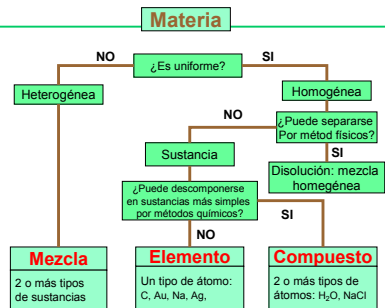 Materia
NO
¿Es uniforme?
SI
Heterogénea
Homogénea
NO
¿Puede separarse
Por métod físicos?
SI
Sustancia
Disolución: mezcla
homegénea
¿Puede descomponerse
en sustancias más simples
por métodos químicos?
SI
NO
Mezcla
2 o más tipos
de sustancias
Elemento
Un tipo de átomo:
C, Au, Na, Ag,
Compuesto
2 o más tipos de
átomos: H₂O, NaCl